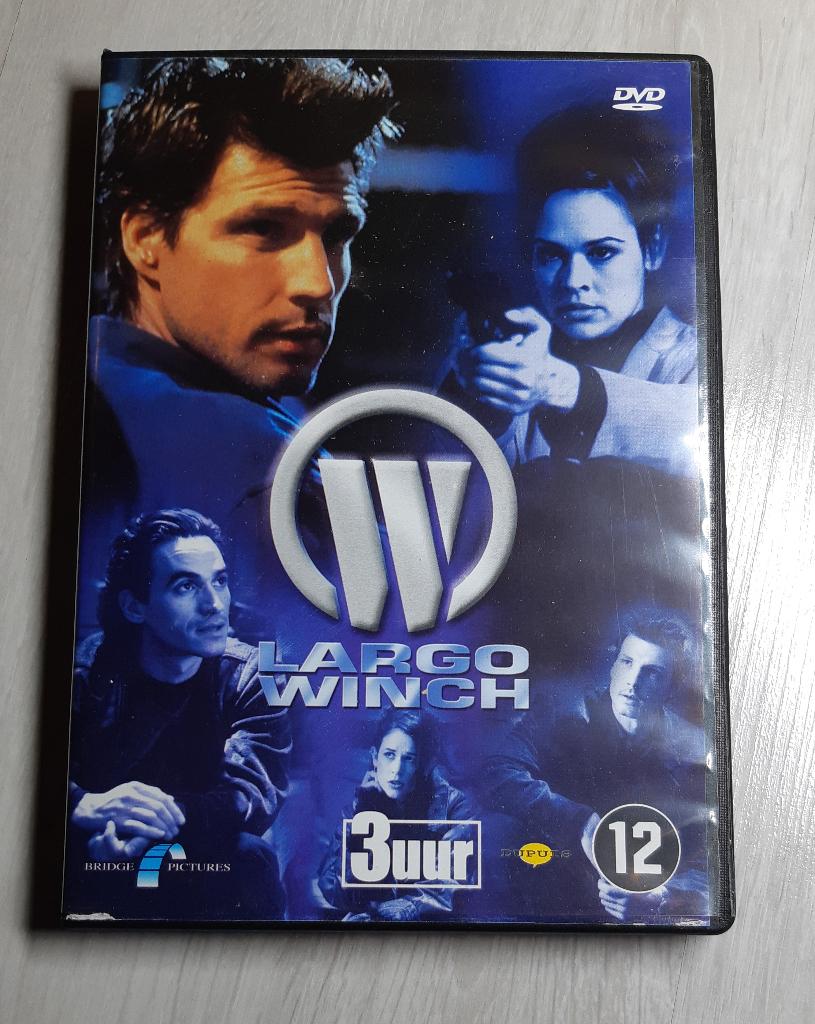 DVD
W
LARGO
WINCH
BRIDGE PICTURES
3uur
DUPUIS
12